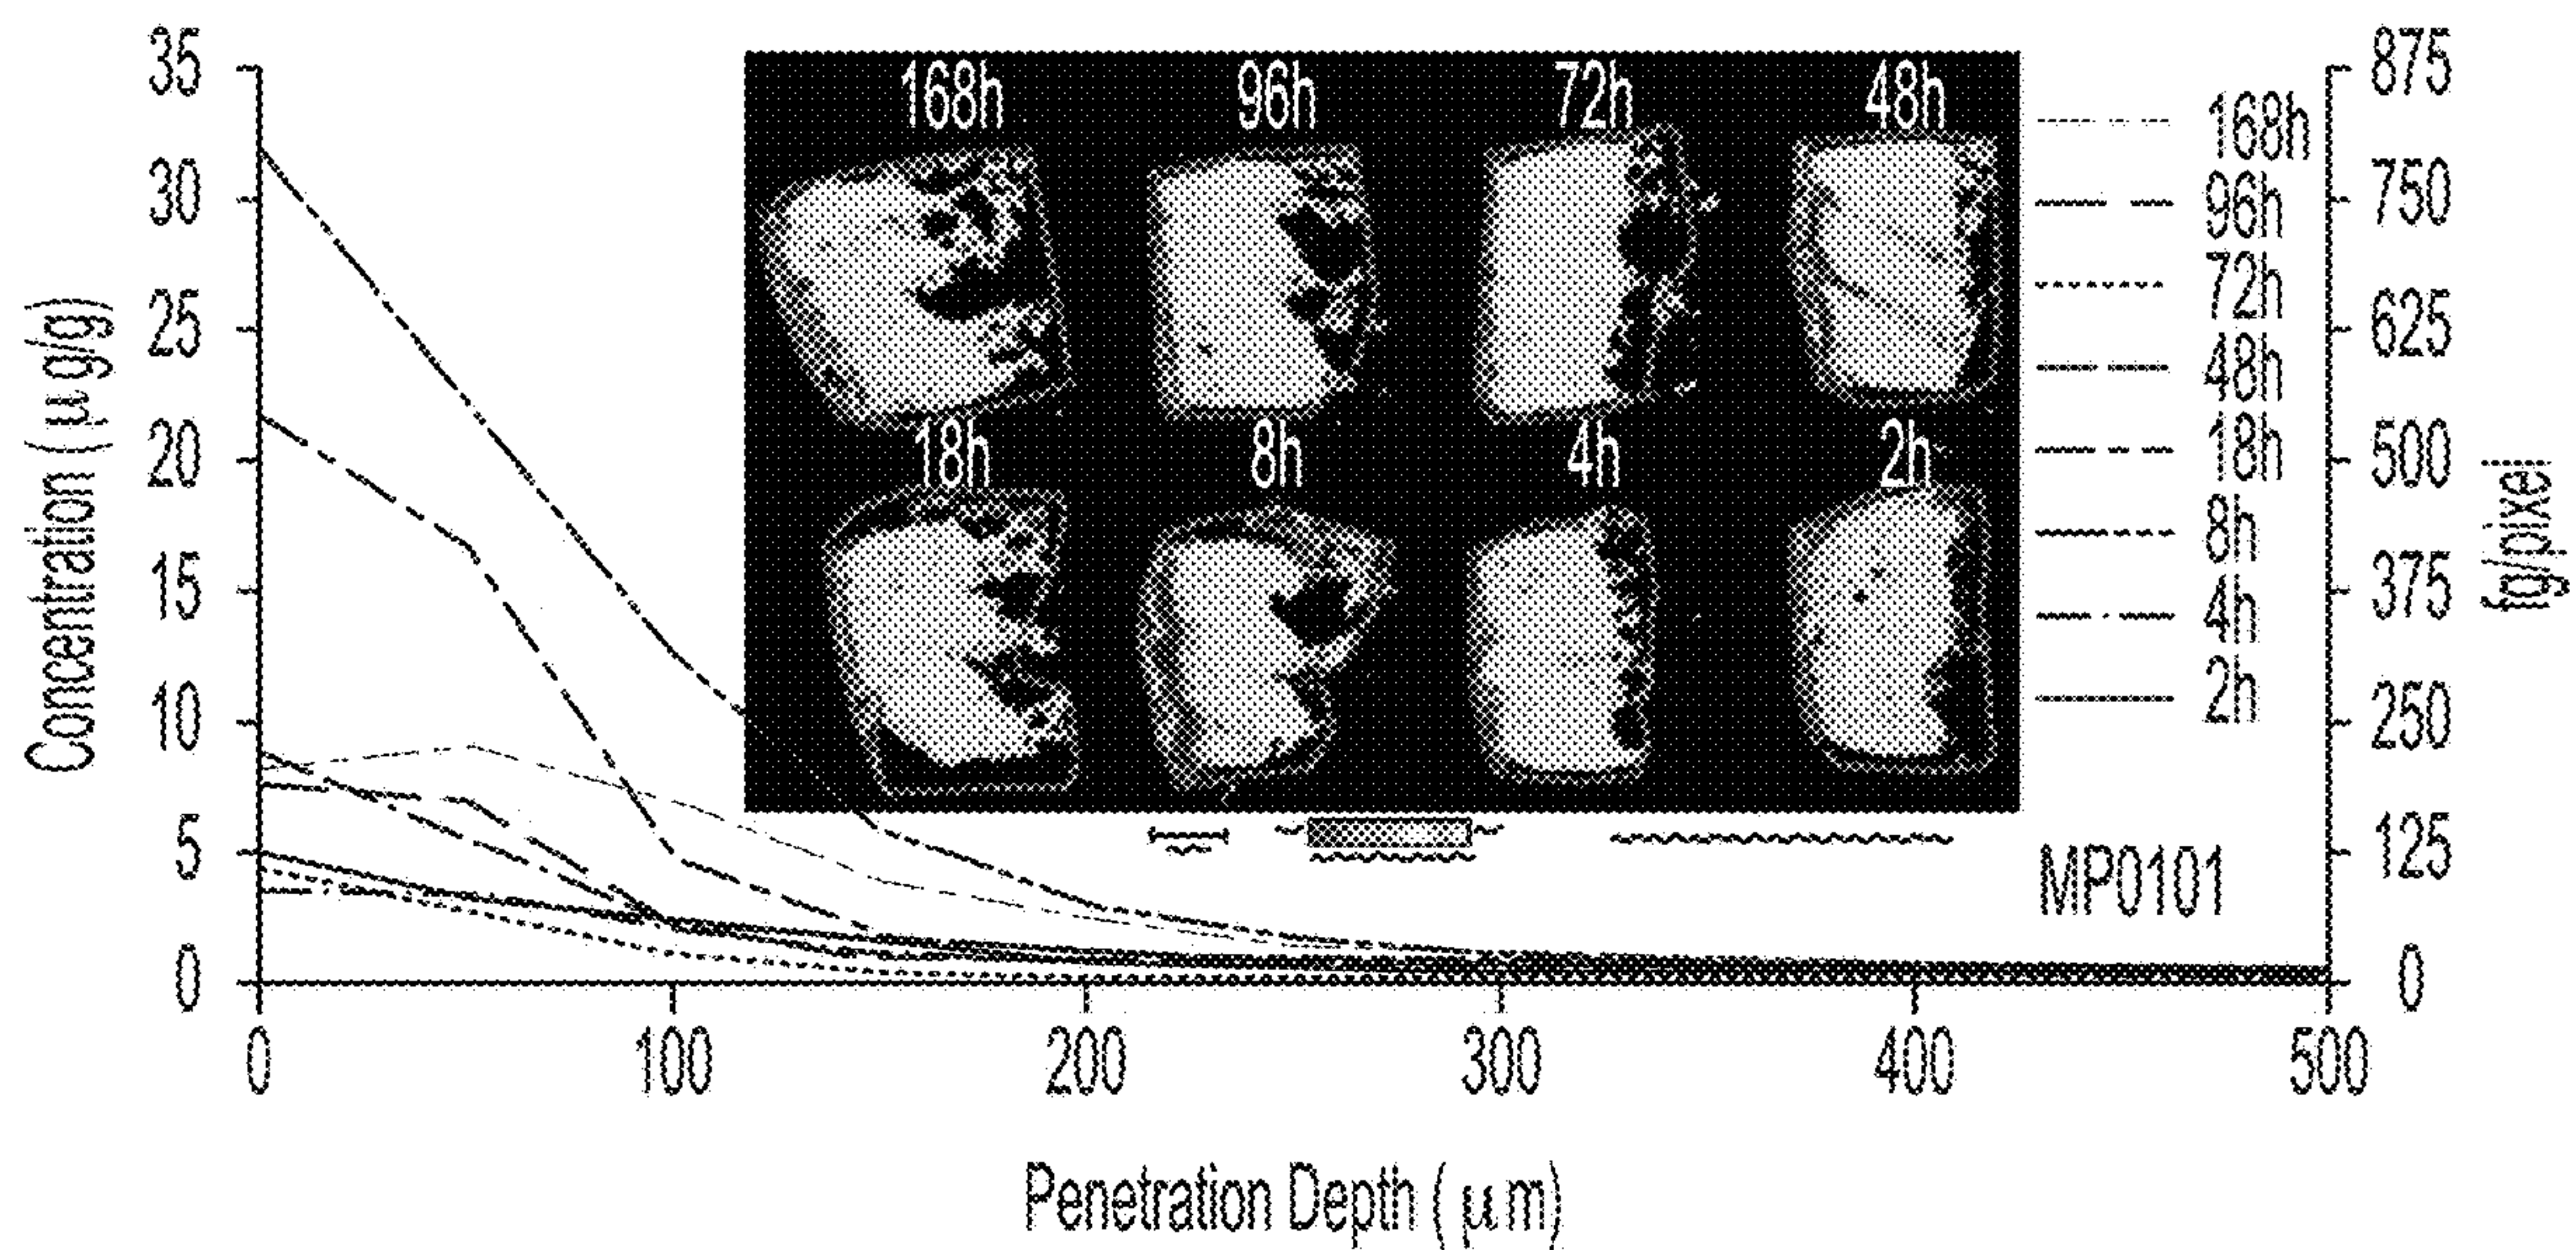 35
30
25
20
15
10
5
0
Concentration (μg/g)
168h 96h 72h 48h
18h 8h 4h 2h
168h
96h
72h
48h
18h
8h
4h
2h
MP0101
875
750
625
500
375
250
125
0
fg/pixel
0 100 200 300 400 500
Penetration Depth (μm)